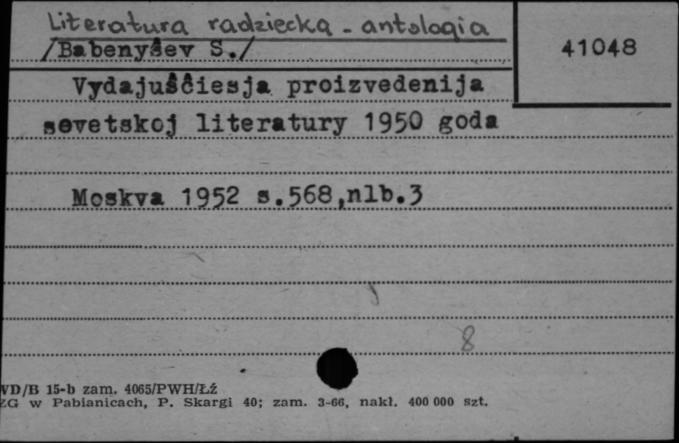 Literatura radziecka - antologia
/Babenyšev S./
41048
Vydajuščiesja proizvedenija
sovetskoj literatury 1950 goda
Moskva 1952 s.568,nlb.3
8
VD/B 15-b zam. 4065/PWH/Łź
ZG w Pabianicach, P. Skargi 40; zam. 3-66, nakł. 400 000 szt.